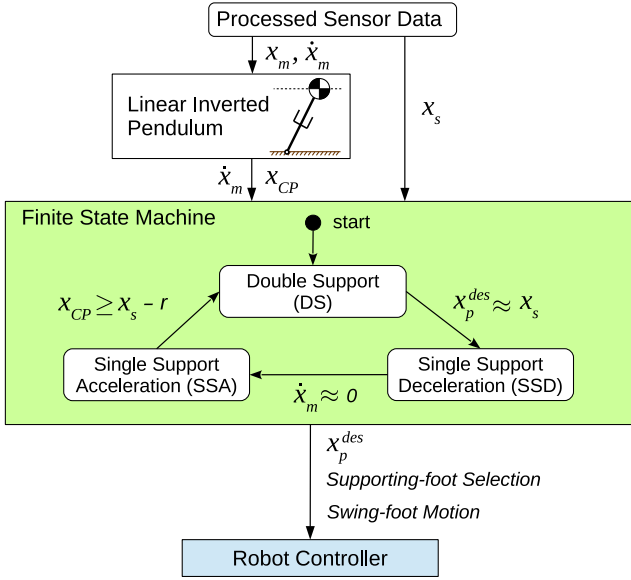 Processed Sensor Data
x_m, ẋ_m
Linear Inverted
Pendulum
x_s
ẋ_m x_CP
Finite State Machine
start
Double Support
(DS)
x_CP ≥ x_s – r
x_p^des ≈ x_s
Single Support
Acceleration (SSA)
Single Support
Deceleration (SSD)
ẋ_m ≈ 0
x_p^des
Supporting-foot Selection
Swing-foot Motion
Robot Controller